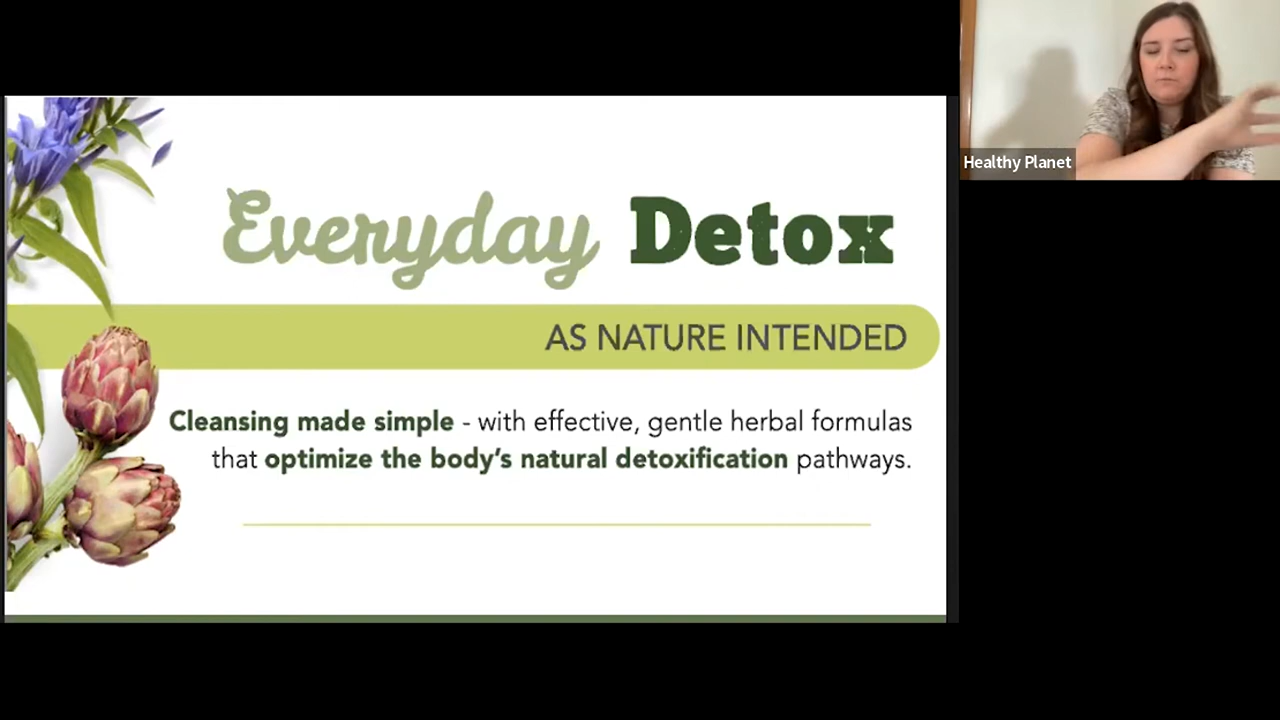 Everyday Detox
AS NATURE INTENDED
Cleansing made simple - with effective, gentle herbal formulas
that optimize the body's natural detoxification pathways.
Healthy Planet